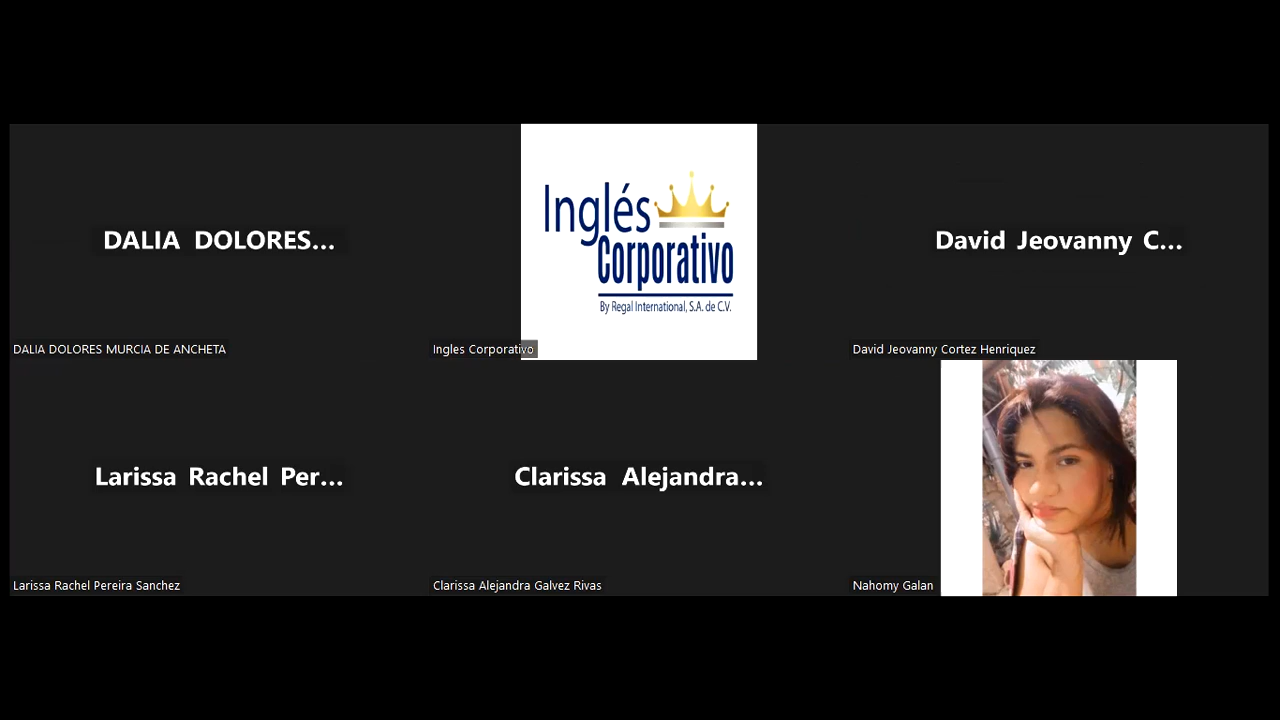 DALIA DOLORES...
DALIA DOLORES MURCIA DE ANCHETA
Inglés
Corporativo
By Regal International, S.A. de C.V.
Ingles Corporativo
David Jeovanny C...
David Jeovanny Cortez Henriquez
Larissa Rachel Per...
Larissa Rachel Pereira Sanchez
Clarissa Alejandra...
Clarissa Alejandra Galvez Rivas
Nahomy Galan